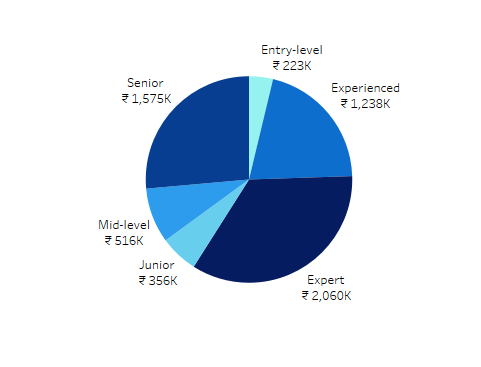 Entry-level
₹ 223K
Experienced
₹ 1,238K
Expert
₹ 2,060K
Junior
₹ 356K
Mid-level
₹ 516K
Senior
₹ 1,575K